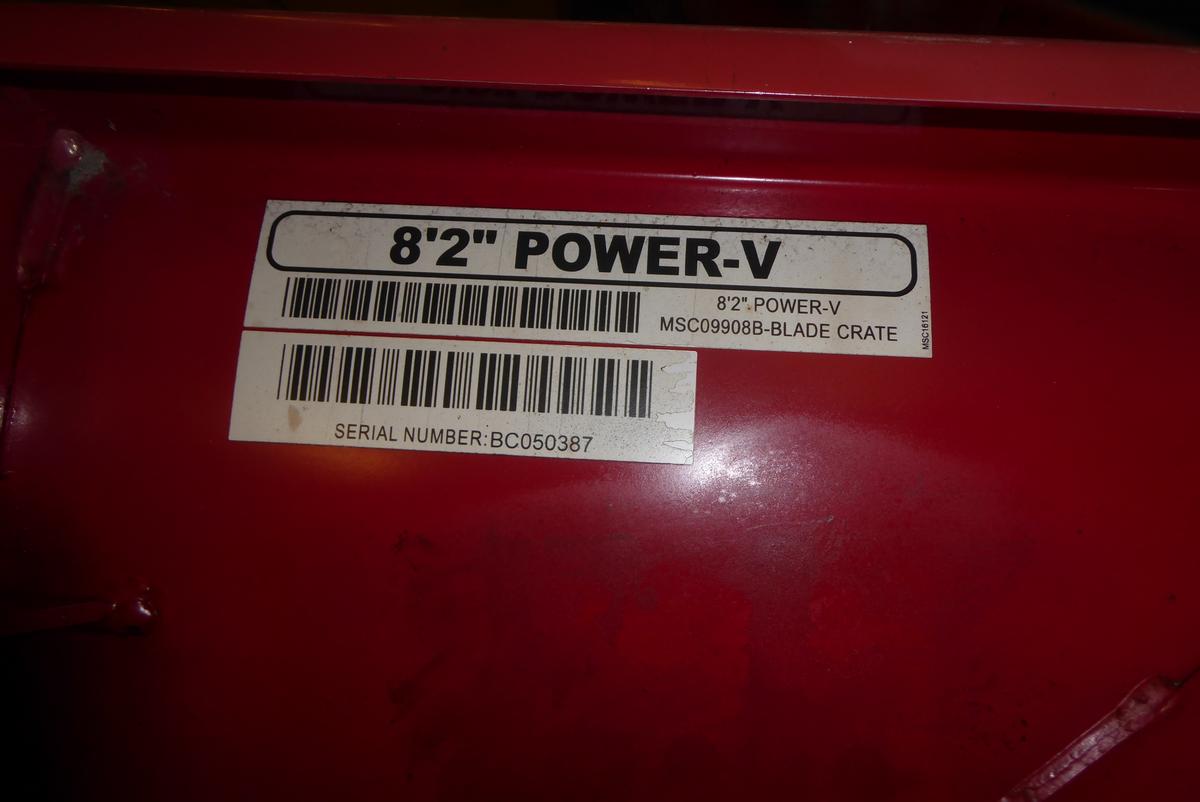 8'2" POWER-V
8'2" POWER-V
MSC09908B-BLADE CRATE
MSC16121
SERIAL NUMBER:BC050387